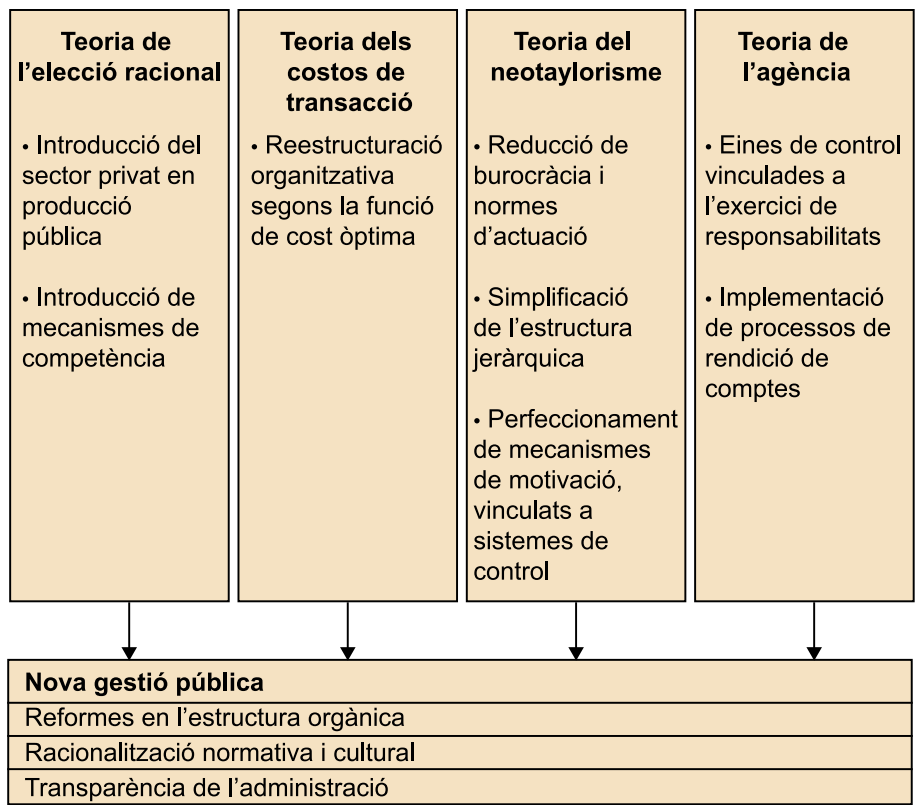 Teoria de
l’elecció racional
• Introducció del
sector privat en
producció
pública
• Introducció de
mecanismes de
competència
Teoria dels
costos de
transacció
• Reestructuració
organitzativa
segons la funció
de cost òptima
Teoria del
neotaylorisme
• Reducció de
burocràcia i
normes
d’actuació
• Simplificació
de l’estructura
jeràrquica
• Perfeccionament
de mecanismes
de motivació,
vinculats a
sistemes de
control
Teoria de
l’agència
• Eines de control
vinculades a
l’exercici de
responsabilitats
• Implementació
de processos de
rendició de
comptes
Nova gestió pública
Reformes en l’estructura orgànica
Racionalització normativa i cultural
Transparència de l’administració